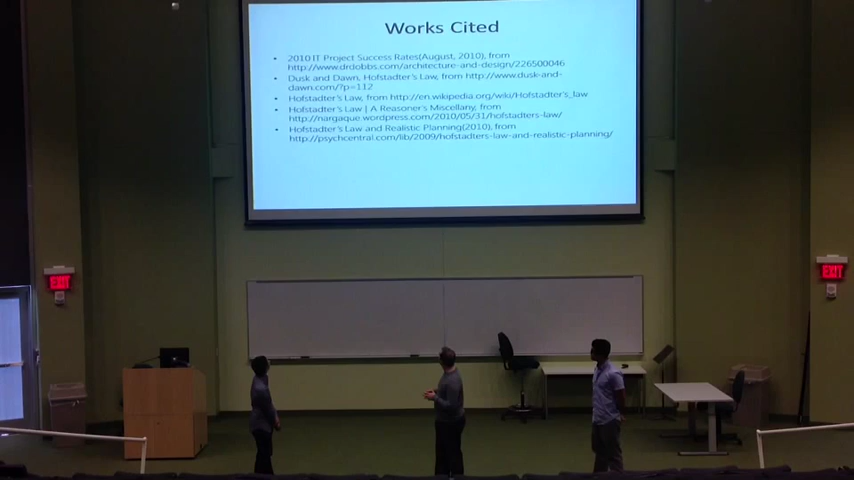 Works Cited
• 2010 IT Project Success Rates(August, 2010), from
http://www.drdobbs.com/architecture-and-design/226500046
• Dusk and Dawn, Hofstadter's Law, from http://www.dusk-and-
dawn.com/?p=112
• Hofstadter's Law, from http://en.wikipedia.org/wiki/Hofstadter's_law
• Hofstadter's Law | A Reasoner's Miscellany, from
http://nargaque.wordpress.com/2010/05/31/hofstadters-law/
• Hofstadter's Law and Realistic Planning(2010), from
http://psychcentral.com/lib/2009/hofstadters-law-and-realistic-planning/
EXIT
EXIT